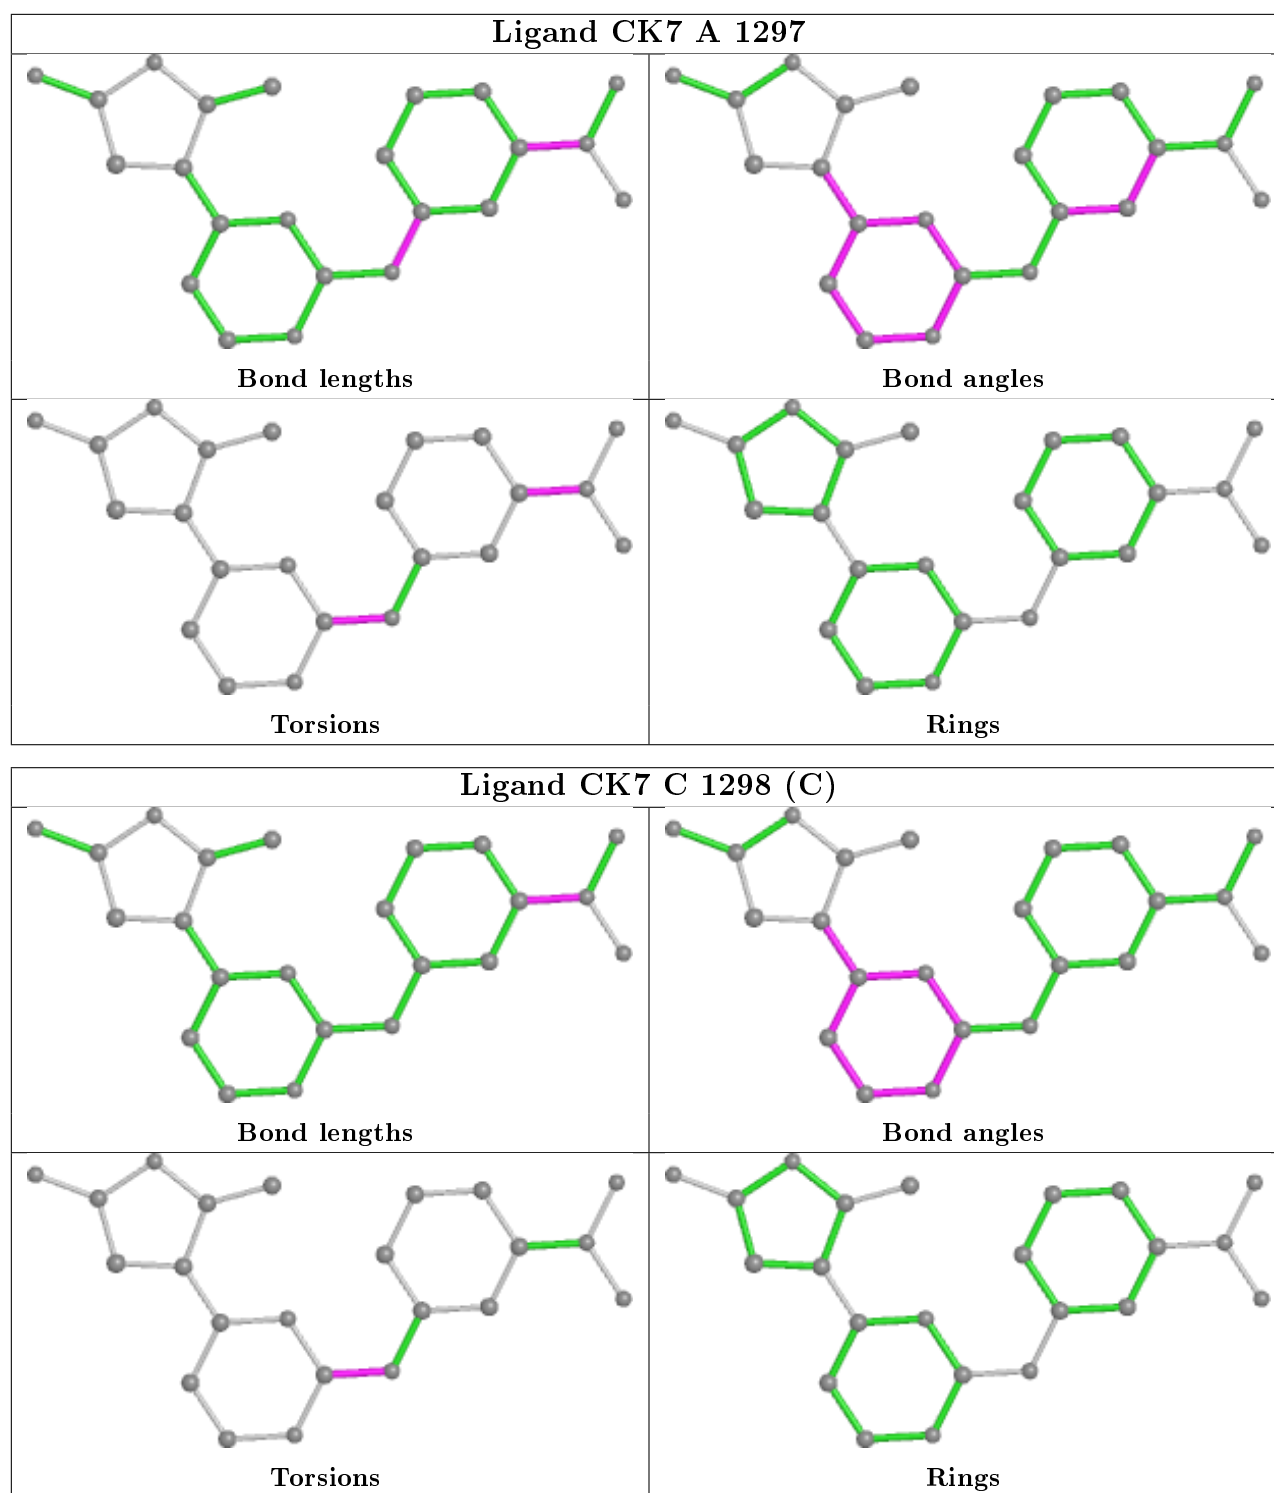 Ligand CK7 A 1297
Bond lengths
Bond angles
Torsions
Rings
Ligand CK7 C 1298 (C)
Bond lengths
Bond angles
Torsions
Rings